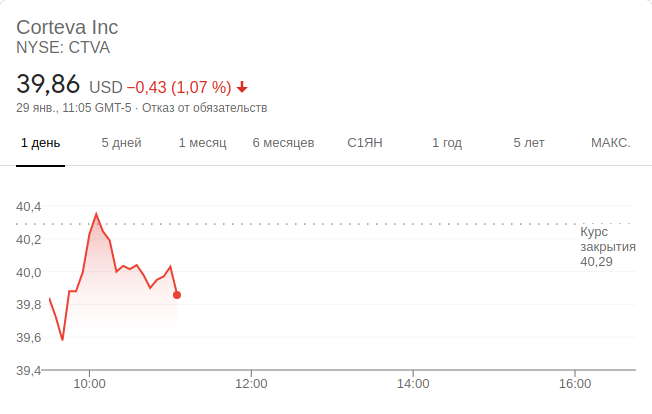 Corteva Inc
NYSE: CTVA
39,86 USD −0,43 (1,07 %)
29 янв., 11:05 GMT-5 · Отказ от обязательств
1 день 5 дней 1 месяц 6 месяцев С1ЯН 1 год 5 лет МАКС.
40,4
Курс
закрытия
40,29
40,2
40,0
39,8
39,6
39,4
10:00 12:00 14:00 16:00